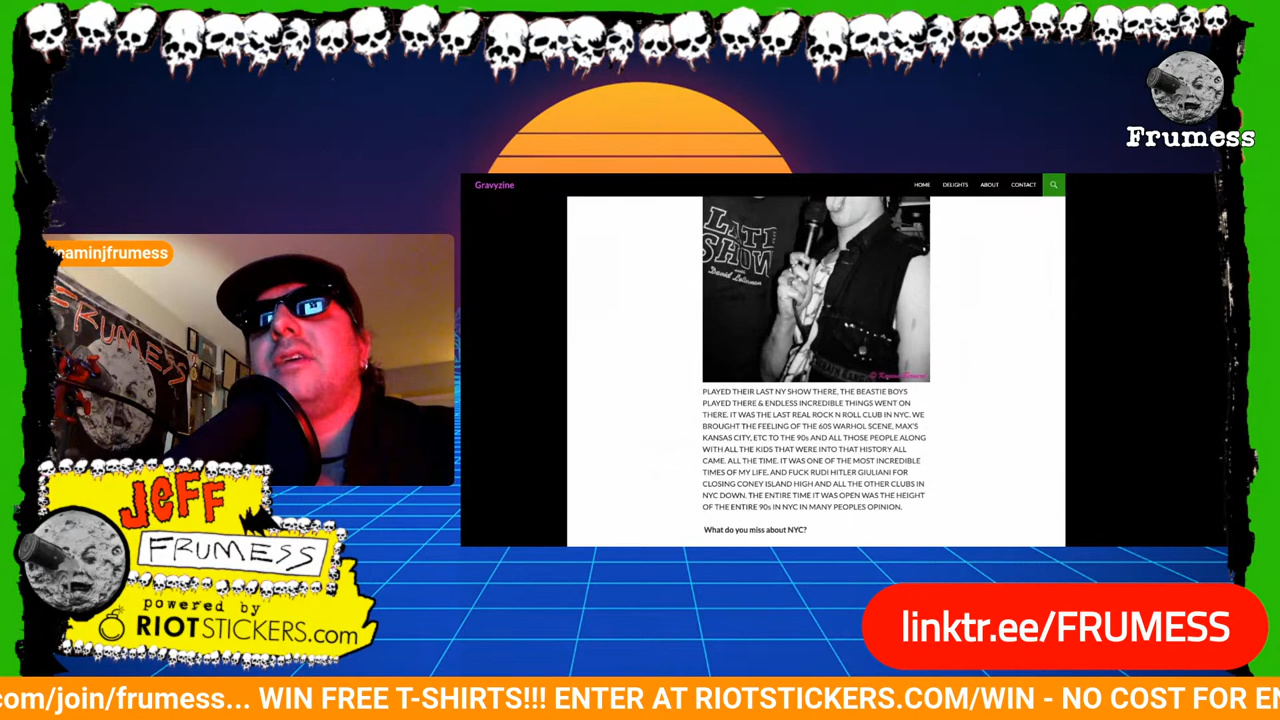 Frumess
Gravyzine
HOME DELIGHTS ABOUT CONTACT
LATE
SHOW
with
David Letterman
eaminjfrumess
FRUMESS
PLAYED THEIR LAST NY SHOW THERE, THE BEASTIE BOYS
PLAYED THERE & ENDLESS INCREDIBLE THINGS WENT ON
THERE. IT WAS THE LAST REAL ROCK N ROLL CLUB IN NYC. WE
BROUGHT THE FEELING OF THE 60S WARHOL SCENE, MAX'S
KANSAS CITY, ETC TO THE 90s AND ALL THOSE PEOPLE ALONG
WITH ALL THE KIDS THAT WERE INTO THAT HISTORY ALL
CAME. ALL THE TIME. IT WAS ONE OF THE MOST INCREDIBLE
TIMES OF MY LIFE. AND FUCK RUDI HITLER GIULIANI FOR
CLOSING CONEY ISLAND HIGH AND ALL THE OTHER CLUBS IN
NYC DOWN. THE ENTIRE TIME IT WAS OPEN WAS THE HEIGHT
OF THE ENTIRE 90s IN NYC IN MANY PEOPLES OPINION.
What do you miss about NYC?
JEFF
FRUMESS
powered by
RIOTSTICKERS.com
linktr.ee/FRUMESS
com/join/frumess... WIN FREE T-SHIRTS!!! ENTER AT RIOTSTICKERS.COM/WIN - NO COST FOR EN